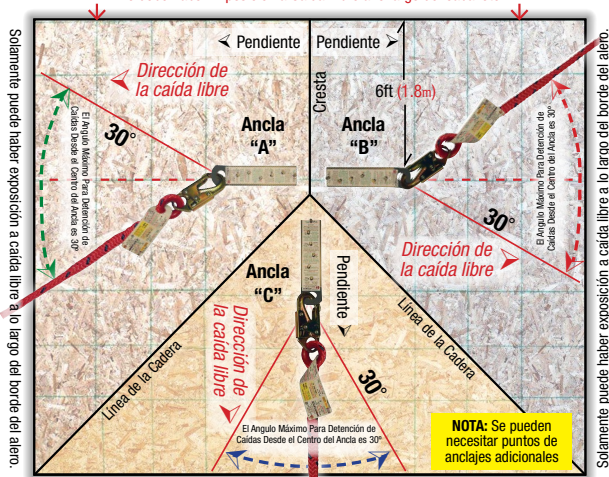 Pendiente
Pendiente
Dirección de
la caída libre
6ft (1.8m)
Cresta
Ancla
"A"
Ancla
"B"
30°
El Angulo Máximo Para Detención de
Caídas Desde el Centro del Ancla es 30º
Solamente puede haber exposición a caída libre a lo largo del borde del alero.
30°
El Angulo Máximo Para Detención de
Caídas Desde el Centro del Ancla es 30º
Solamente puede haber exposición a caída libre a lo largo del borde del alero.
Dirección de
la caída libre
Ancla
"C"
Pendiente
Dirección de
la caída libre
30°
Línea de la Cadera
Línea de la Cadera
El Angulo Máximo Para Detención de
Caídas Desde el Centro del Ancla es 30º
NOTA: Se pueden
necesitar puntos de
anclajes adicionales